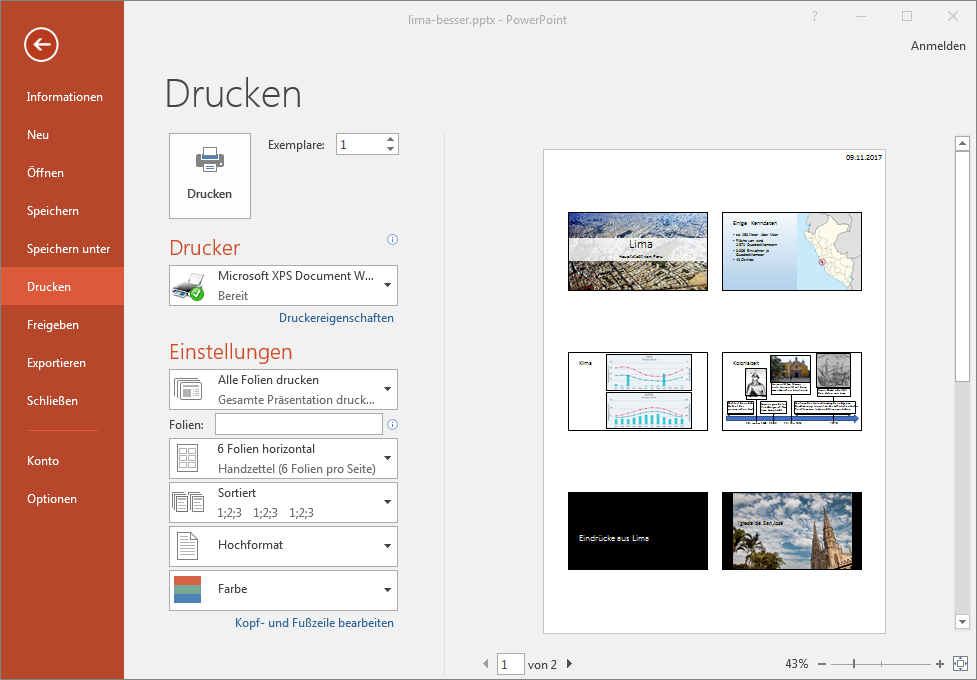 lima-besser.pptx - PowerPoint
?
Anmelden
Informationen
Neu
Öffnen
Speichern
Speichern unter
Drucken
Freigeben
Exportieren
Schließen
Konto
Optionen
Drucken
Drucken
Exemplare:
1
Drucker
Microsoft XPS Document W...
Bereit
Druckereigenschaften
Einstellungen
Alle Folien drucken
Gesamte Präsentation druck...
Folien:
6 Folien horizontal
Handzettel (6 Folien pro Seite)
Sortiert
1;2;3 1;2;3 1;2;3
Hochformat
Farbe
Kopf- und Fußzeile bearbeiten
09.11.2017
Lima
Hauptstadt von Peru
Einige Kenndaten
Klima
Kolonialzeit
Eindrücke aus Lima
Iglesia de San José
1 von 2
43%